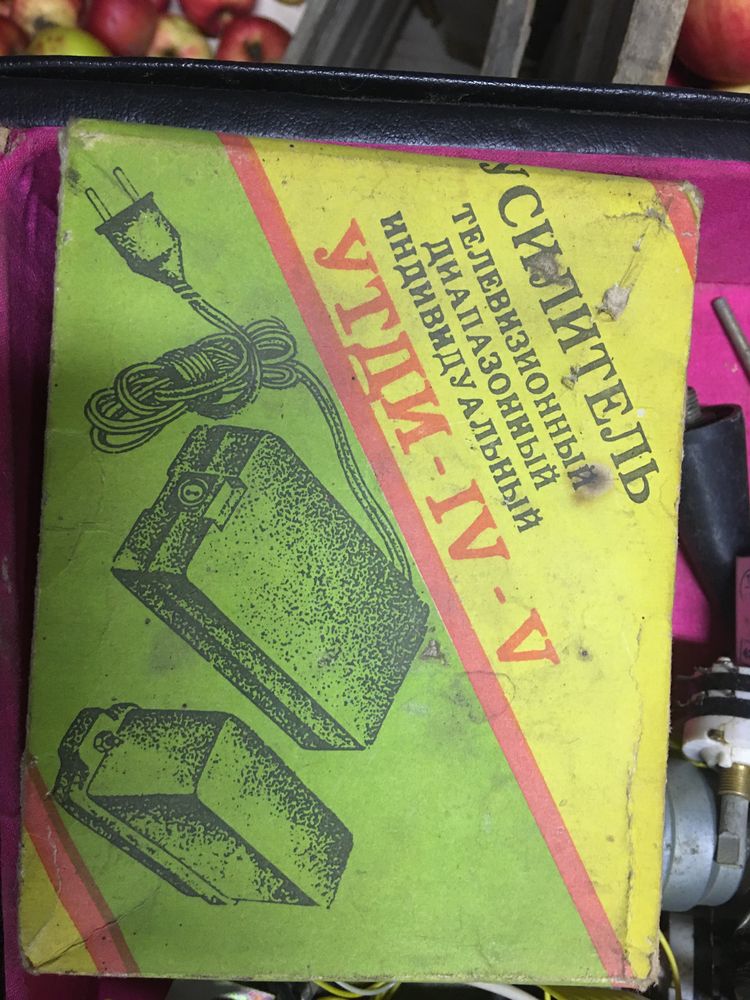 УСИЛИТЕЛЬ
ТЕЛЕВИЗИОННЫЙ
ДИАПАЗОННЫЙ
ИНДИВИДУАЛЬНЫЙ
УТДИ-IV-V